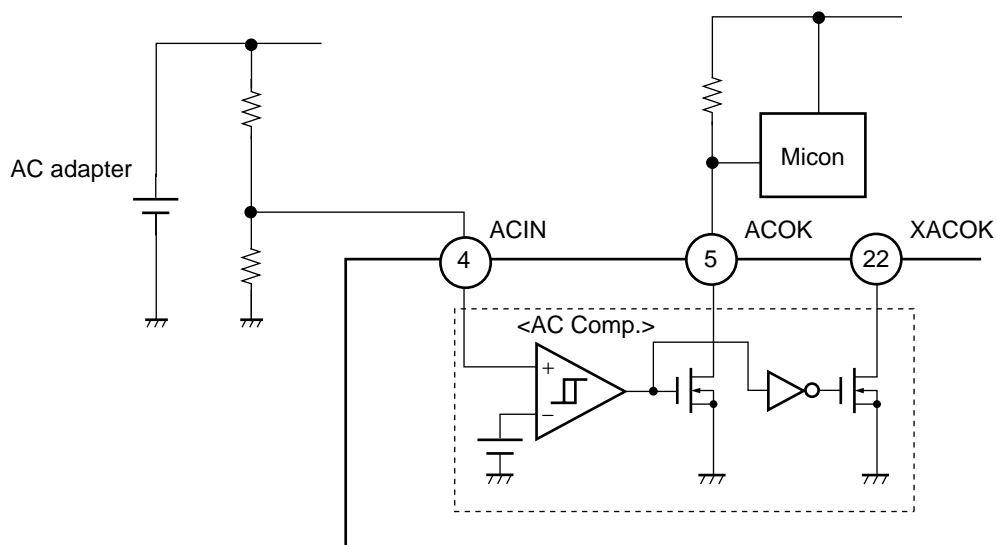 AC adapter
Micon
ACIN
ACOK
XACOK
4
5
22
<AC Comp.>
+
−